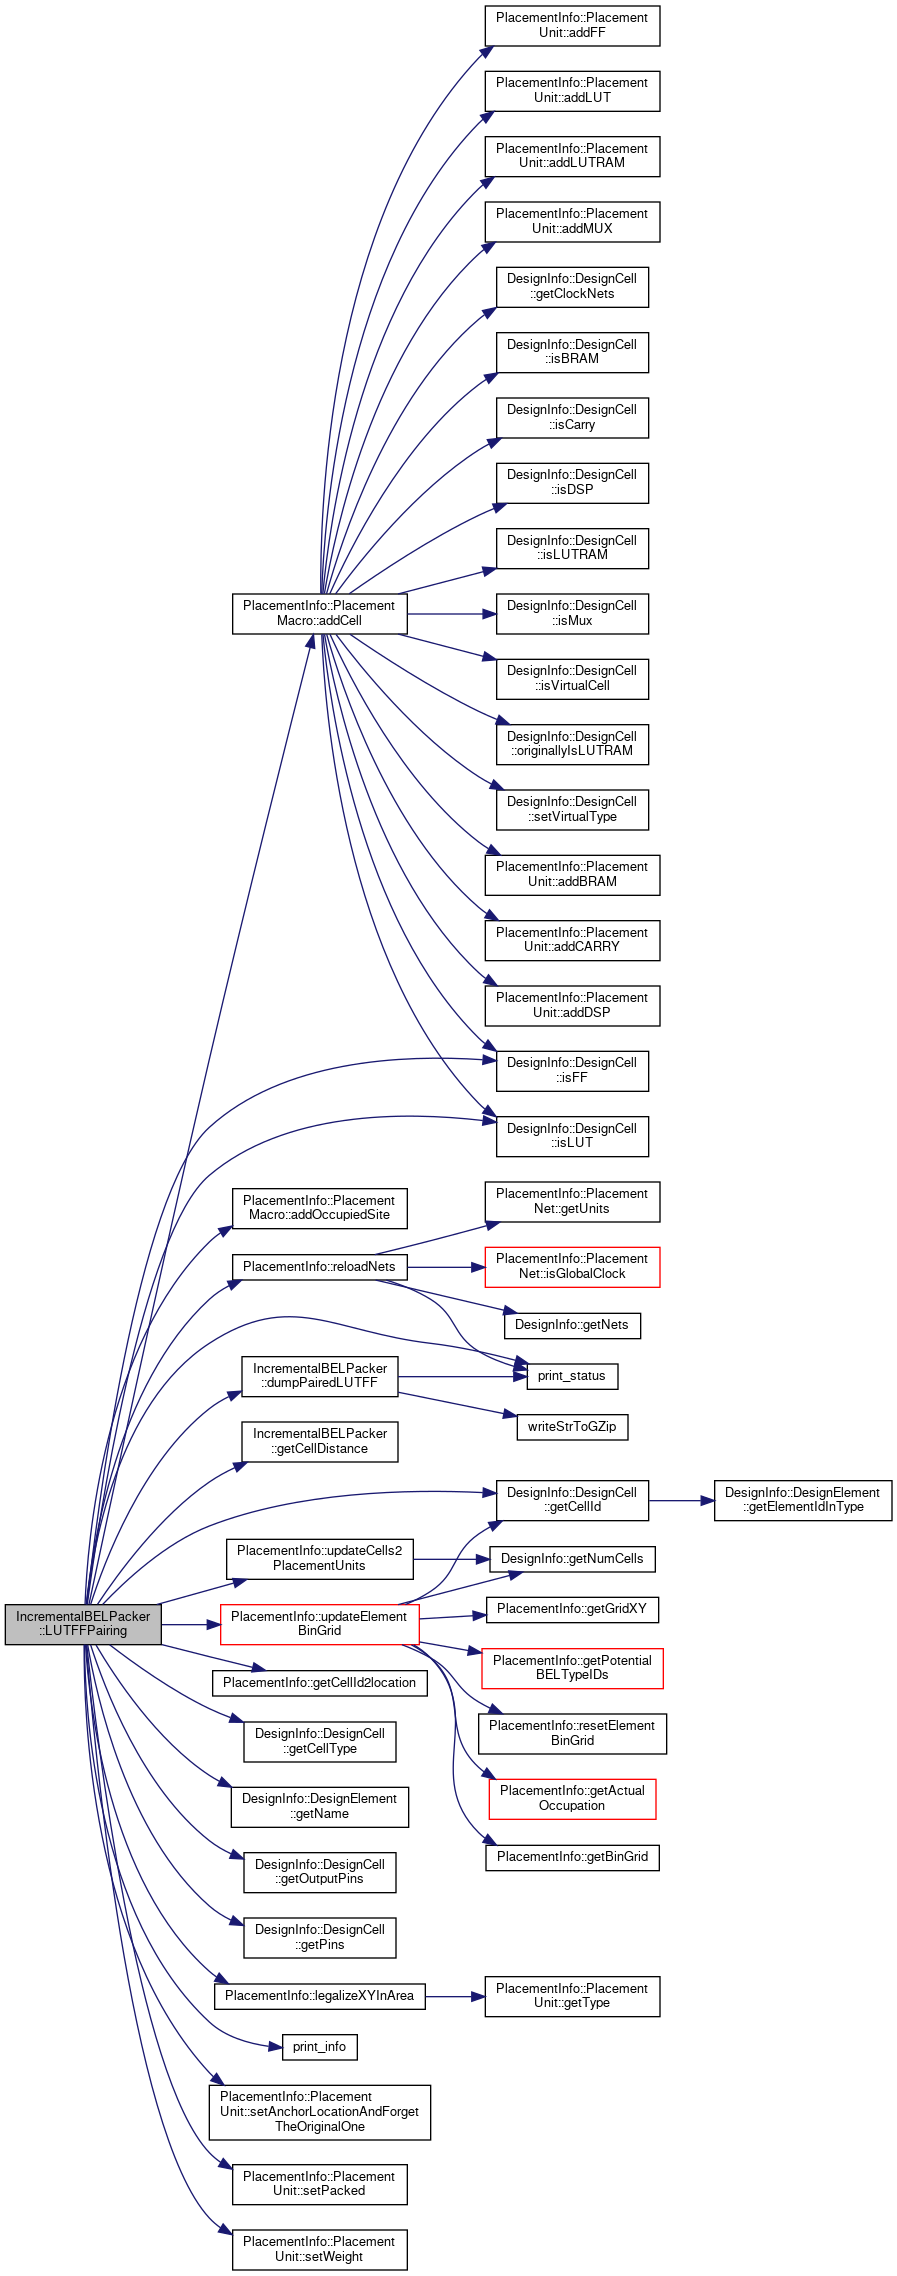 PlacementInfo::Placement
Unit::addFF
PlacementInfo::Placement
Unit::addLUT
PlacementInfo::Placement
Unit::addLUTRAM
PlacementInfo::Placement
Unit::addMUX
DesignInfo::DesignCell
::getClockNets
DesignInfo::DesignCell
::isBRAM
DesignInfo::DesignCell
::isCarry
DesignInfo::DesignCell
::isDSP
DesignInfo::DesignCell
::isLUTRAM
PlacementInfo::Placement
Macro::addCell
DesignInfo::DesignCell
::isMux
DesignInfo::DesignCell
::isVirtualCell
DesignInfo::DesignCell
::originallyIsLUTRAM
DesignInfo::DesignCell
::setVirtualType
PlacementInfo::Placement
Unit::addBRAM
PlacementInfo::Placement
Unit::addCARRY
PlacementInfo::Placement
Unit::addDSP
DesignInfo::DesignCell
::isFF
DesignInfo::DesignCell
::isLUT
PlacementInfo::Placement
Macro::addOccupiedSite
PlacementInfo::Placement
Net::getUnits
PlacementInfo::reloadNets
PlacementInfo::Placement
Net::isGlobalClock
DesignInfo::getNets
IncrementalBELPacker
::dumpPairedLUTFF
print_status
writeStrToGZip
IncrementalBELPacker
::getCellDistance
DesignInfo::DesignCell
::getCellId
DesignInfo::DesignElement
::getElementIdInType
PlacementInfo::updateCells2
PlacementUnits
DesignInfo::getNumCells
IncrementalBELPacker
::LUTFFPairing
PlacementInfo::updateElement
BinGrid
PlacementInfo::getGridXY
PlacementInfo::getPotential
BELTypeIDs
PlacementInfo::getCellId2location
DesignInfo::DesignCell
::getCellType
PlacementInfo::resetElement
BinGrid
DesignInfo::DesignElement
::getName
PlacementInfo::getActual
Occupation
DesignInfo::DesignCell
::getOutputPins
PlacementInfo::getBinGrid
DesignInfo::DesignCell
::getPins
PlacementInfo::legalizeXYInArea
PlacementInfo::Placement
Unit::getType
print_info
PlacementInfo::Placement
Unit::setAnchorLocationAndForget
TheOriginalOne
PlacementInfo::Placement
Unit::setPacked
PlacementInfo::Placement
Unit::setWeight